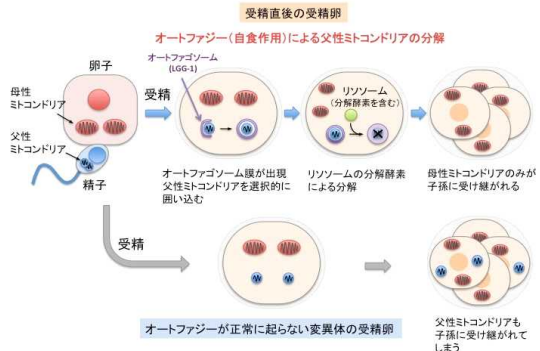 受精直後の受精卵
オートファジー（自食作用）による父性ミトコンドリアの分解
オートファゴソーム
(LGG-1)
卵子
母性
ミトコンドリア
父性
ミトコンドリア
精子
受精
リソソーム
（分解酵素を含む）
オートファゴソーム膜が出現
父性ミトコンドリアを選択的に
囲い込む
リソソームの分解酵素
による分解
母性ミトコンドリアのみが
子孫に受け継がれる
受精
オートファジーが正常に起らない変異体の受精卵
父性ミトコンドリアも
子孫に受け継がれて
しまう